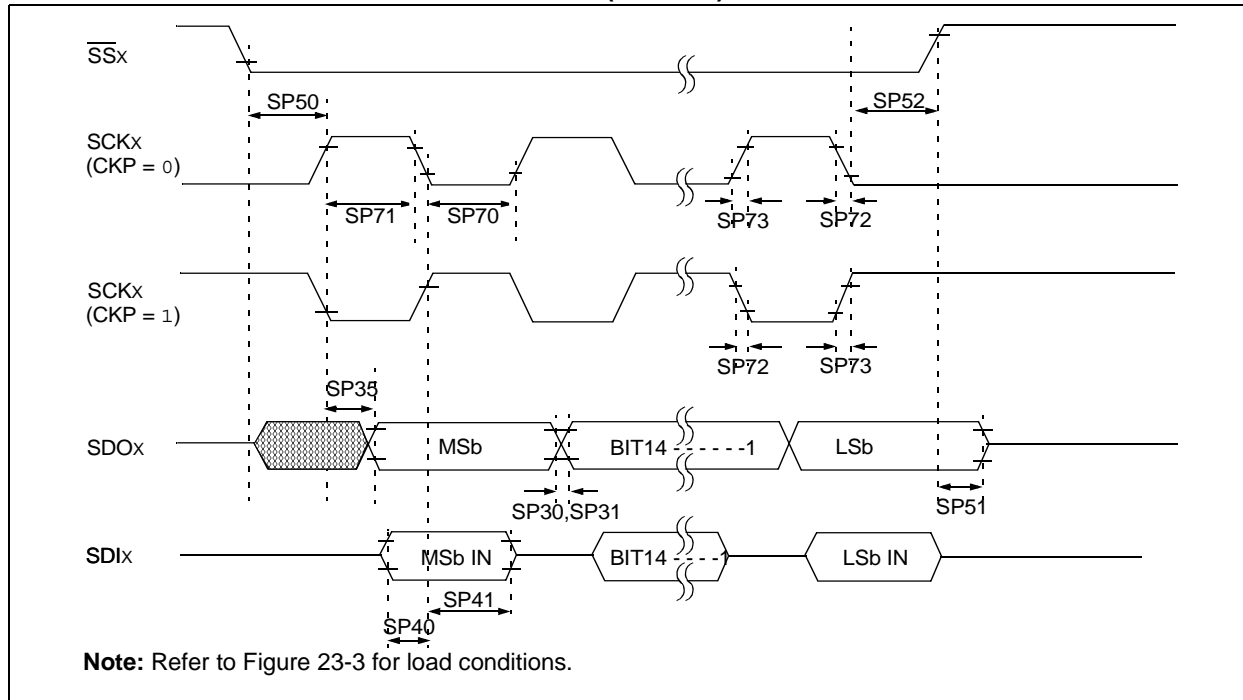 SSx
SP50
SP52
SCKx
(CKP = 0)
SP71
SP70
SP73
SP72
SCKx
(CKP = 1)
SP72
SP73
SP35
SDOx
MSb
BIT14 - - - - - -1
LSb
SP30,SP31
SP51
SDIx
MSb IN
BIT14 - - - -1
LSb IN
SP41
SP40
Note: Refer to Figure 23-3 for load conditions.